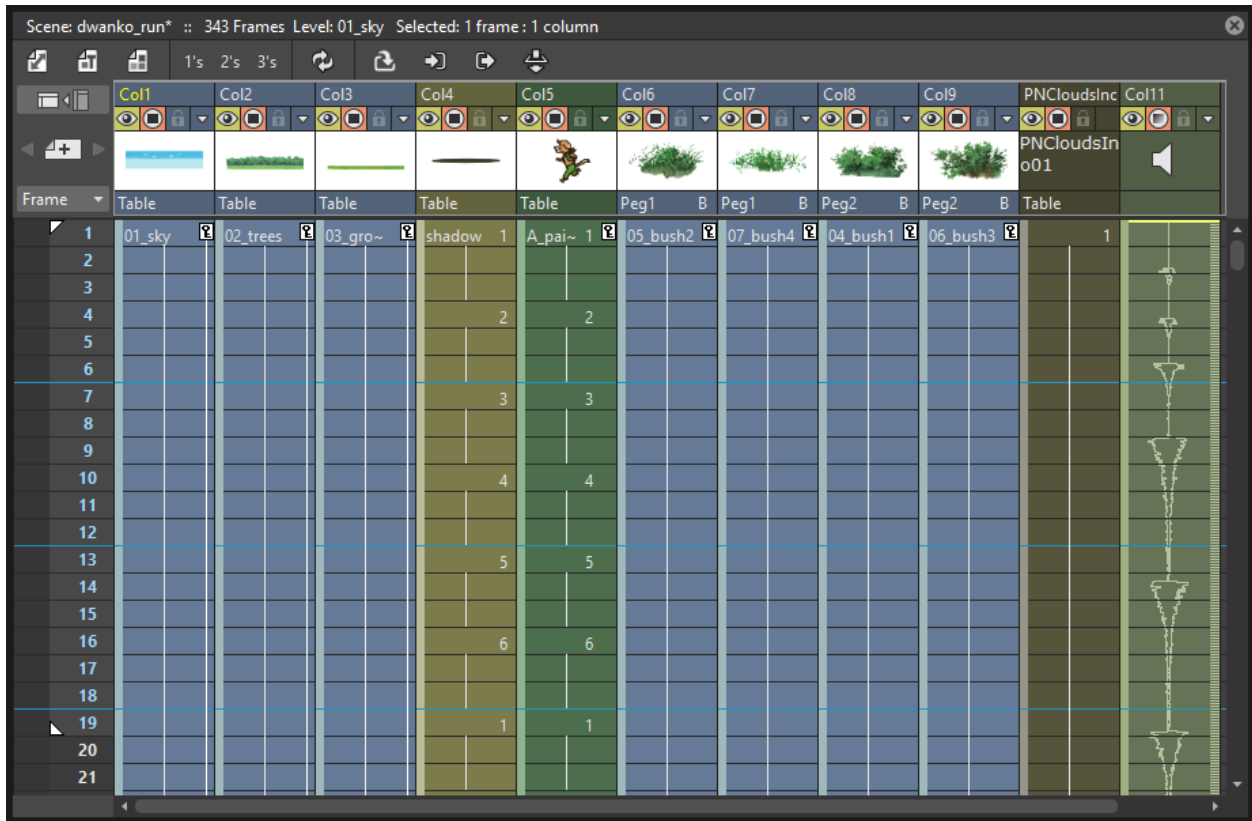 Scene: dwanko_run* :: 343 Frames Level: 01_sky Selected: 1 frame : 1 column
1's 2's 3's
Col1 Col2 Col3 Col4 Col5 Col6 Col7 Col8 Col9 PNCloudsInc Col11
PNCloudsIn
o01
Frame Table Table Table Table Table Peg1 B Peg1 B Peg2 B Peg2 B Table
1 01_sky 02_trees 03_gro~ shadow 1 A_pai~ 1 05_bush2 07_bush4 04_bush1 06_bush3 1
2
3
4 2 2
5
6
7 3 3
8
9
10 4 4
11
12
13 5 5
14
15
16 6 6
17
18
19 1 1
20
21